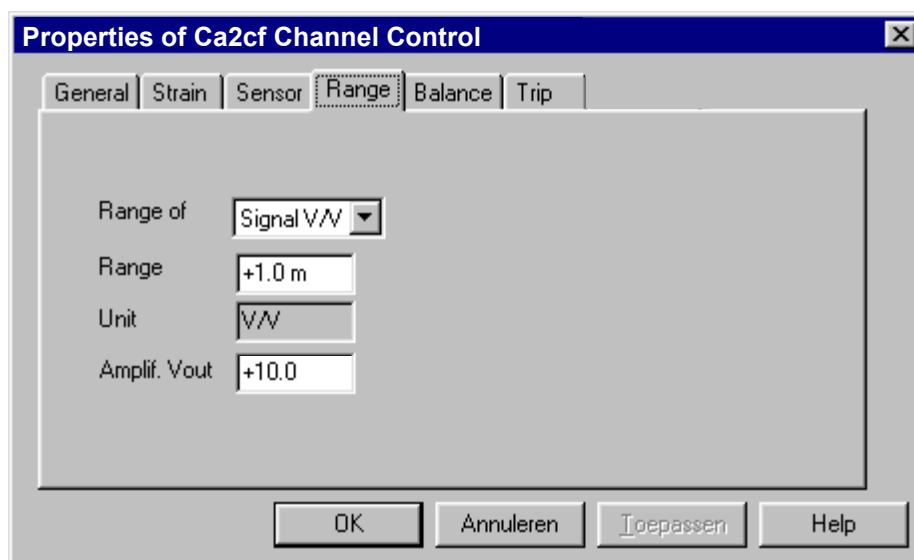 Properties of Ca2cf Channel Control
General Strain Sensor Range Balance Trip
Range of Signal V/V
Range +1.0 m
Unit V/V
Amplif. Vout +10.0
OK Annuleren Toepassen Help